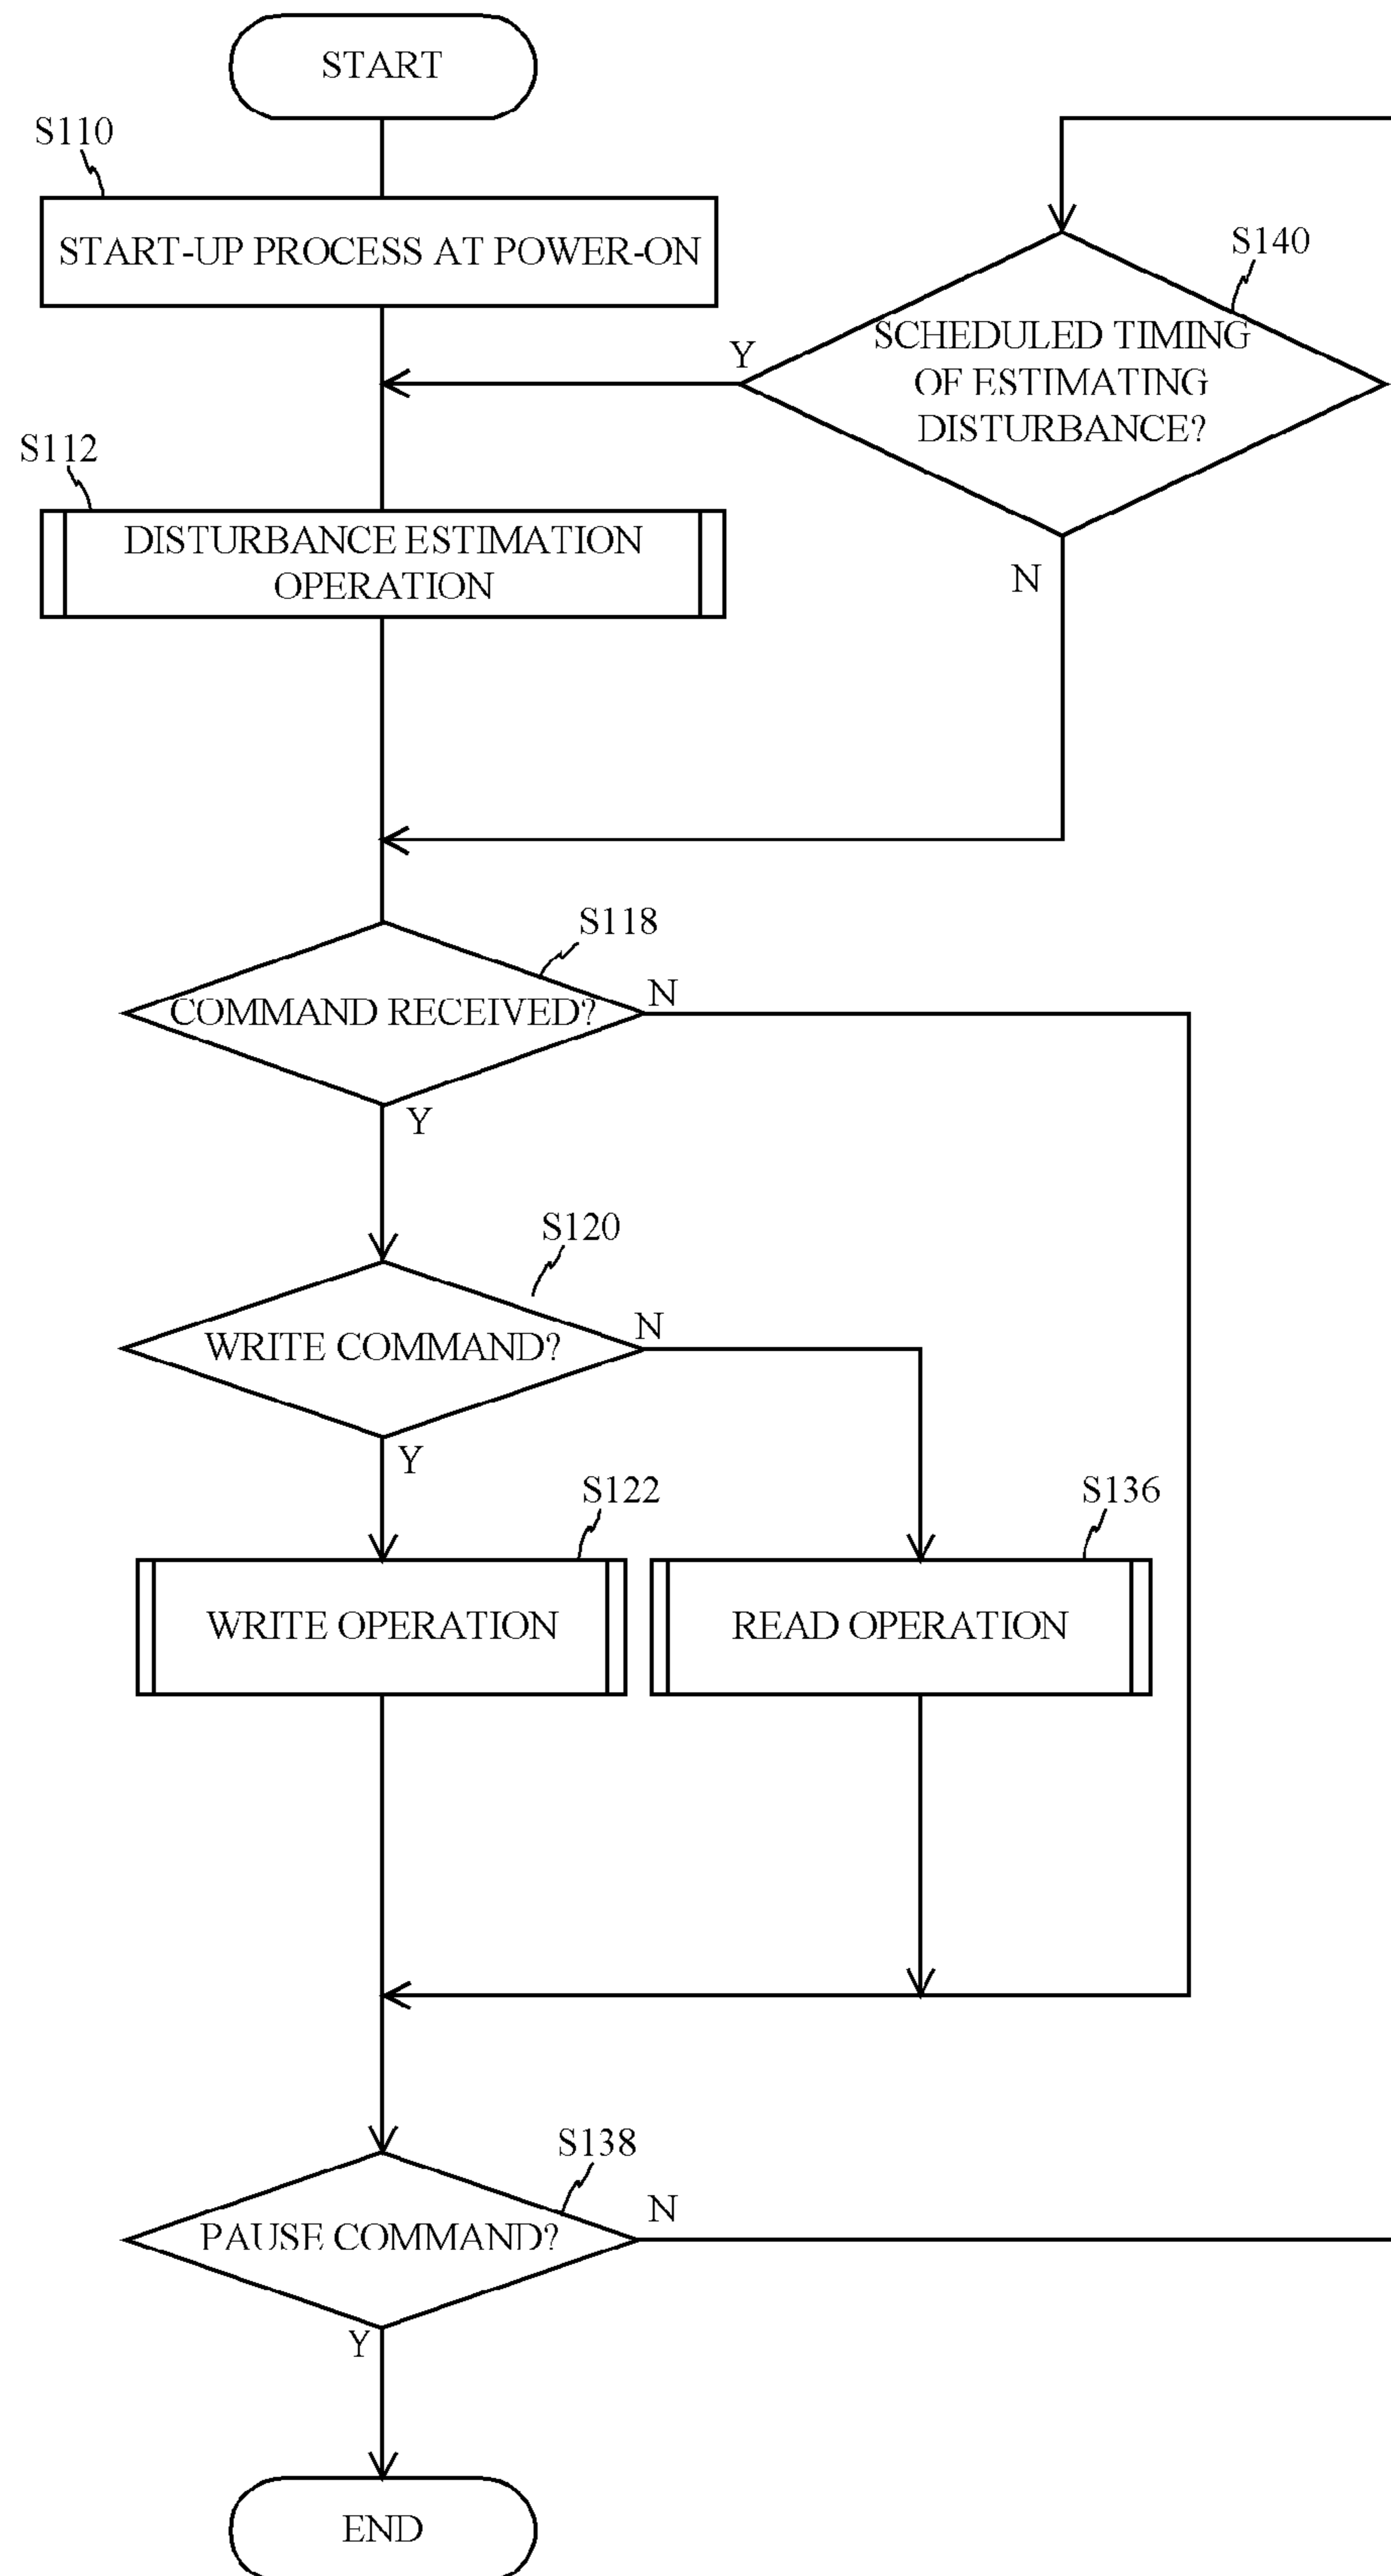 START
S110
START-UP PROCESS AT POWER-ON
S140
SCHEDULED TIMING
OF ESTIMATING
DISTURBANCE?
Y
N
S112
DISTURBANCE ESTIMATION
OPERATION
S118
COMMAND RECEIVED?
N
Y
S120
WRITE COMMAND?
N
Y
S122
WRITE OPERATION
S136
READ OPERATION
S138
PAUSE COMMAND?
N
Y
END